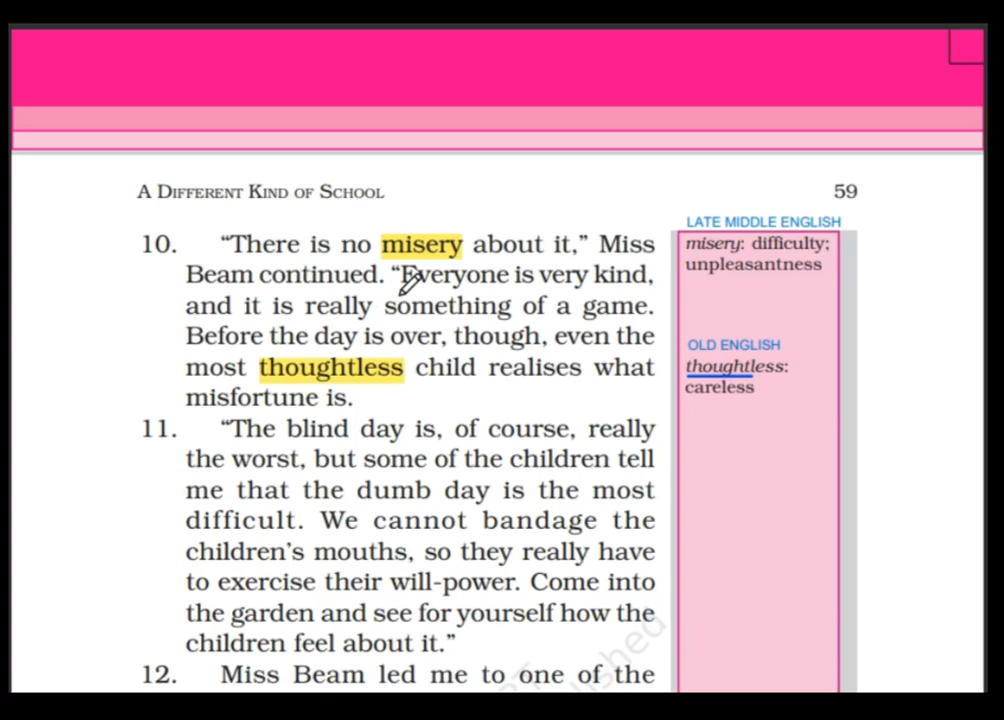 A DIFFERENT KIND OF SCHOOL 59
LATE MIDDLE ENGLISH
misery: difficulty;
unpleasantness
OLD ENGLISH
thoughtless:
careless
10. “There is no misery about it,” Miss
Beam continued. “Everyone is very kind,
and it is really something of a game.
Before the day is over, though, even the
most thoughtless child realises what
misfortune is.
11. “The blind day is, of course, really
the worst, but some of the children tell
me that the dumb day is the most
difficult. We cannot bandage the
children’s mouths, so they really have
to exercise their will-power. Come into
the garden and see for yourself how the
children feel about it.”
12. Miss Beam led me to one of the